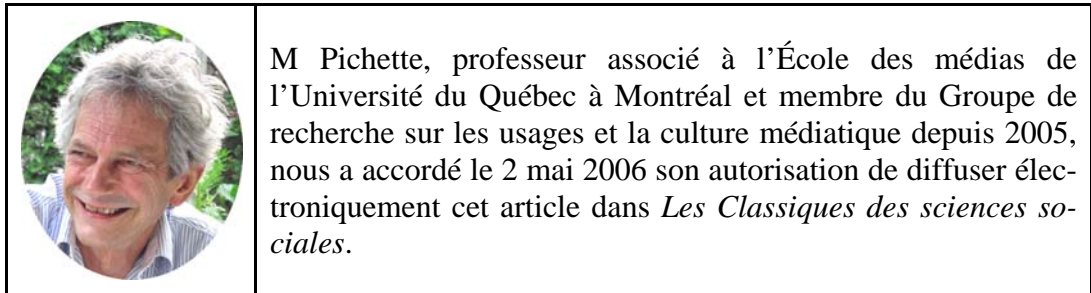 M Pichette, professeur associé à l’École des médias de
l’Université du Québec à Montréal et membre du Groupe de
recherche sur les usages et la culture médiatique depuis 2005,
nous a accordé le 2 mai 2006 son autorisation de diffuser élec-
troniquement cet article dans Les Classiques des sciences so-
ciales.